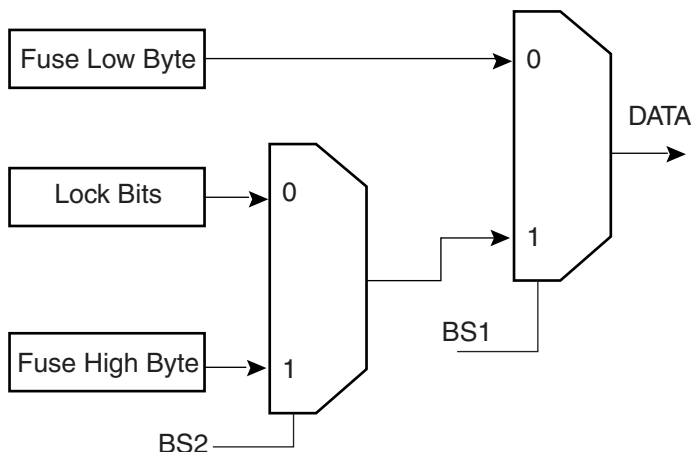 Fuse Low Byte
0
DATA
Lock Bits
0
1
BS1
Fuse High Byte
1
BS2